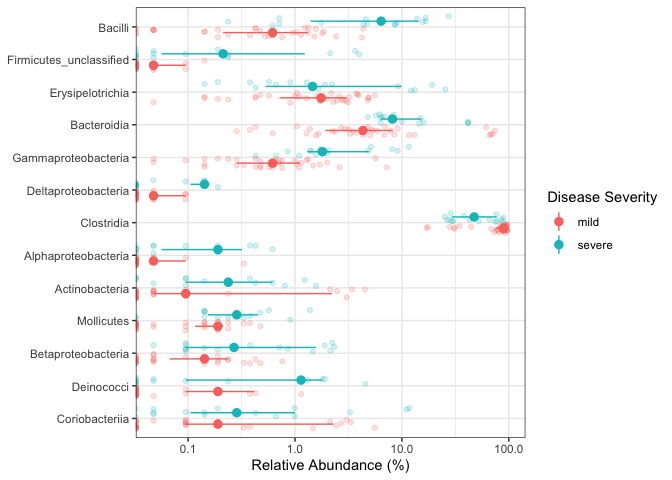 Bacilli
Firmicutes_unclassified
Erysipelotrichia
Bacteroidia
Gammaproteobacteria
Deltaproteobacteria
Clostridia
Alphaproteobacteria
Actinobacteria
Mollicutes
Betaproteobacteria
Deinococci
Coriobacteriia
0.1 1.0 10.0 100.0
Relative Abundance (%)
Disease Severity
mild
severe